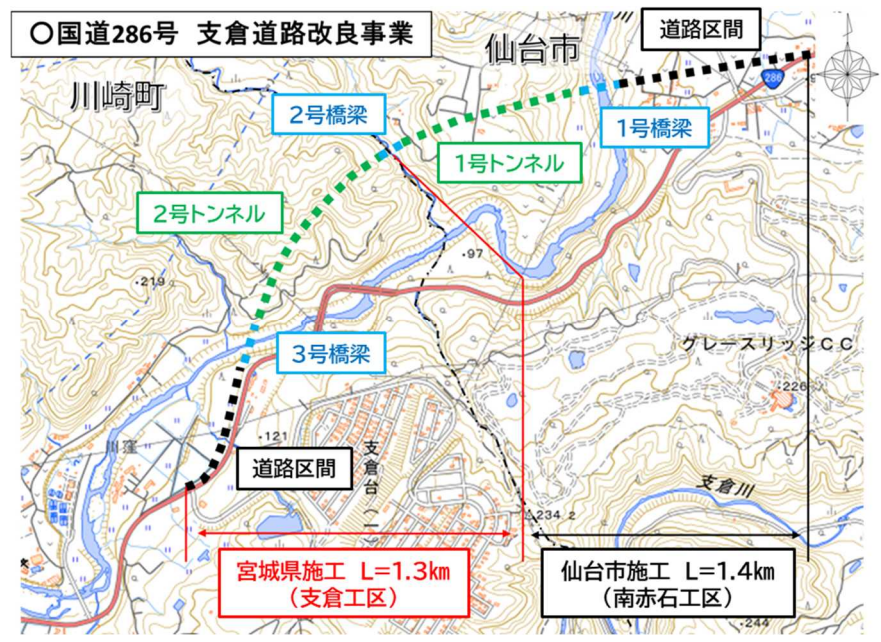 〇国道286号 支倉道路改良事業
仙台市
道路区間
川崎町
286
2号橋梁
1号橋梁
1号トンネル
2号トンネル
・97
・219
3号橋梁
グレースリッジCC
・226
・121
川窪
支倉台(一)
道路区間
支倉川
234.2
宮城県施工 L=1.3㎞
(支倉工区)
仙台市施工 L=1.4㎞
(南赤石工区)
・244